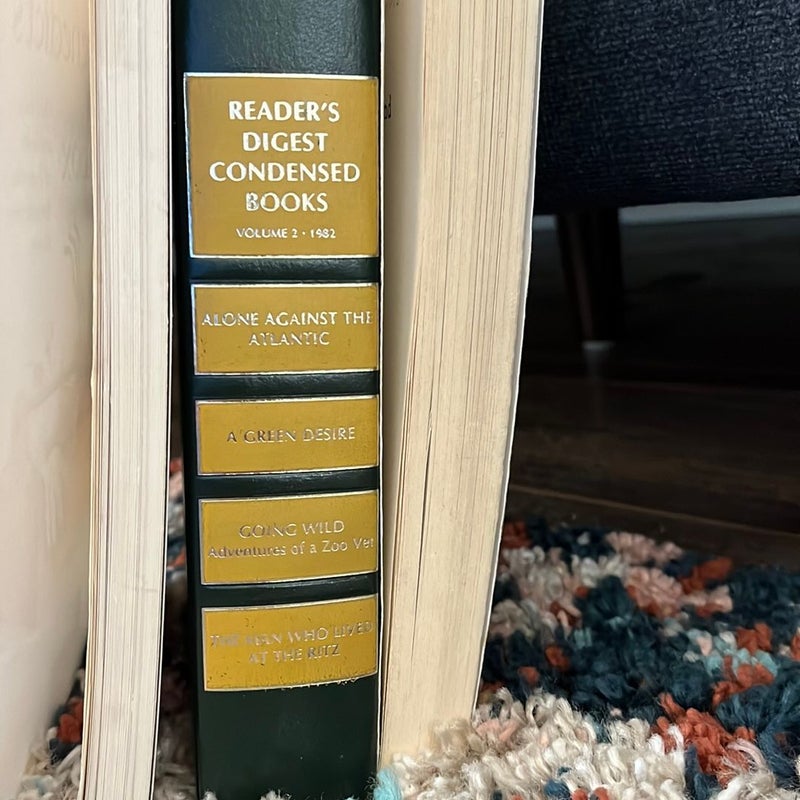 READER'S
DIGEST
CONDENSED
BOOKS
VOLUME 2 • 1982
ALONE AGAINST THE
ATLANTIC
A GREEN DESIRE
GOING WILD
Adventures of a Zoo Vet
THE MAN WHO LIVED
AT THE RITZ